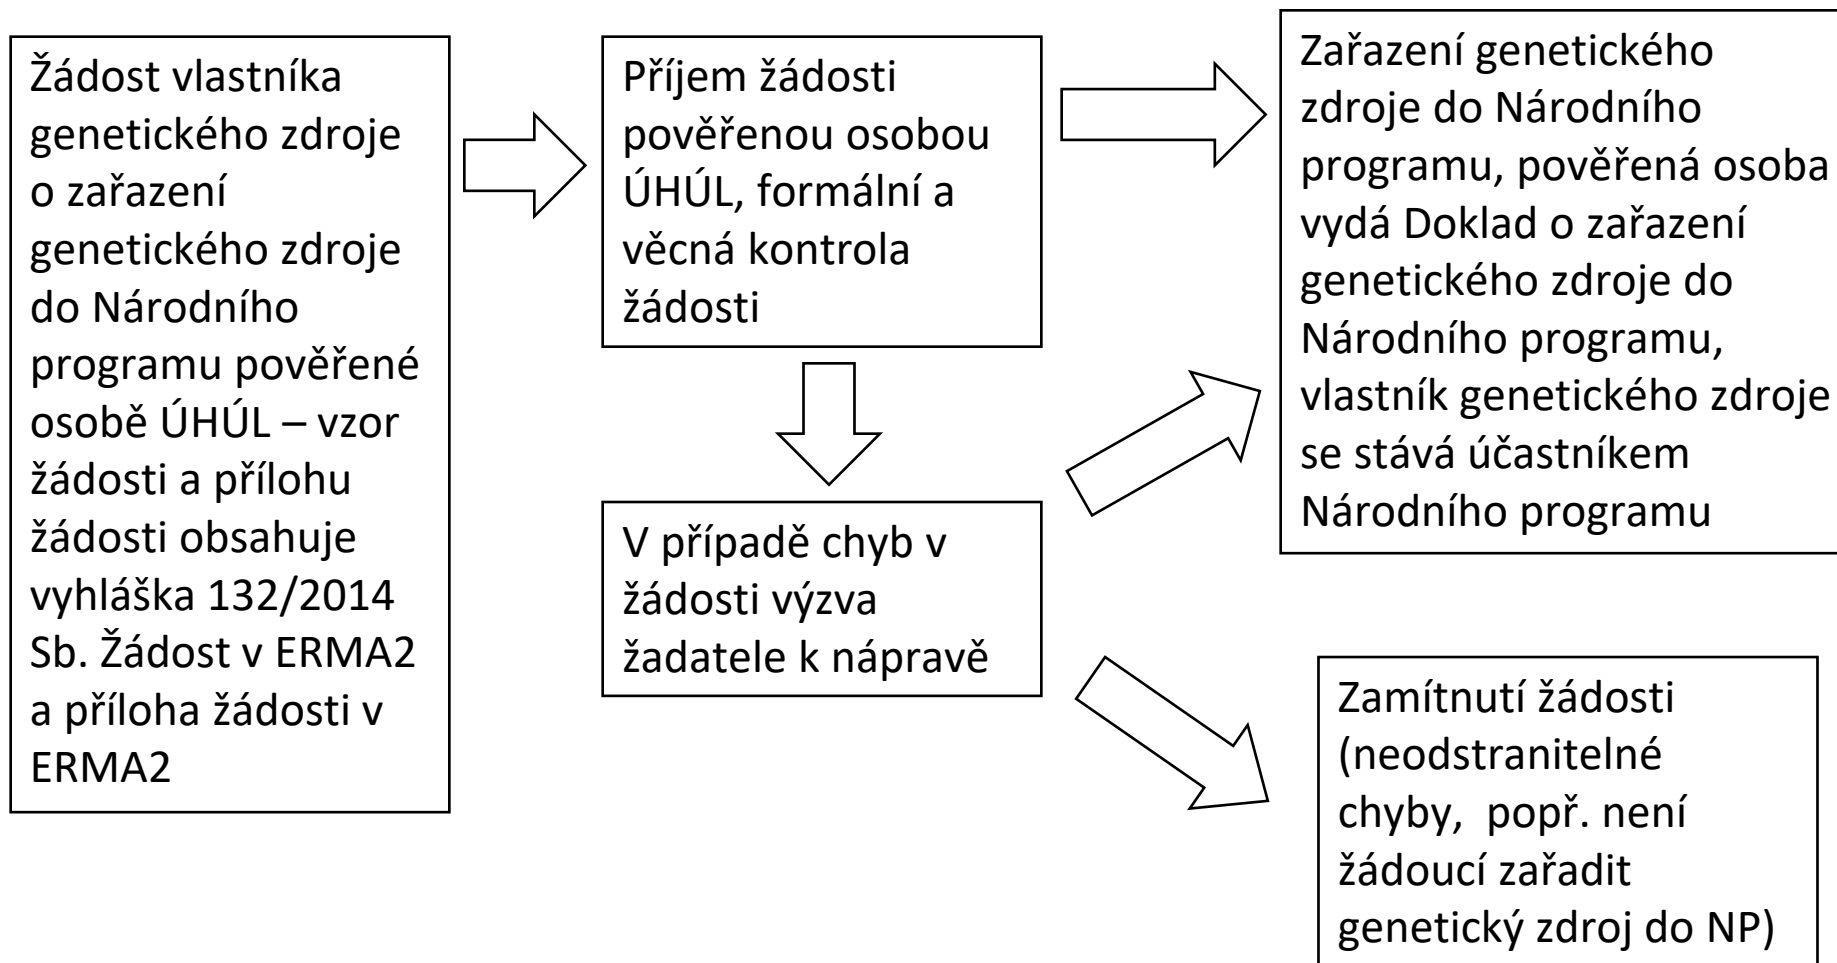 Žádost vlastníka
genetického zdroje
o zařazení
genetického zdroje
do Národního
programu pověřené
osobě ÚHÚL – vzor
žádosti a přílohu
žádosti obsahuje
vyhláška 132/2014
Sb. Žádost v ERMA2
a příloha žádosti v
ERMA2
Příjem žádosti
pověřenou osobou
ÚHÚL, formální a
věcná kontrola
žádosti
V případě chyb v
žádosti výzva
žadatele k nápravě
Zařazení genetického
zdroje do Národního
programu, pověřená osoba
vydá Doklad o zařazení
genetického zdroje do
Národního programu,
vlastník genetického zdroje
se stává účastníkem
Národního programu
Zamítnutí žádosti
(neodstranitelné
chyby,  popř. není
žádoucí zařadit
genetický zdroj do NP)